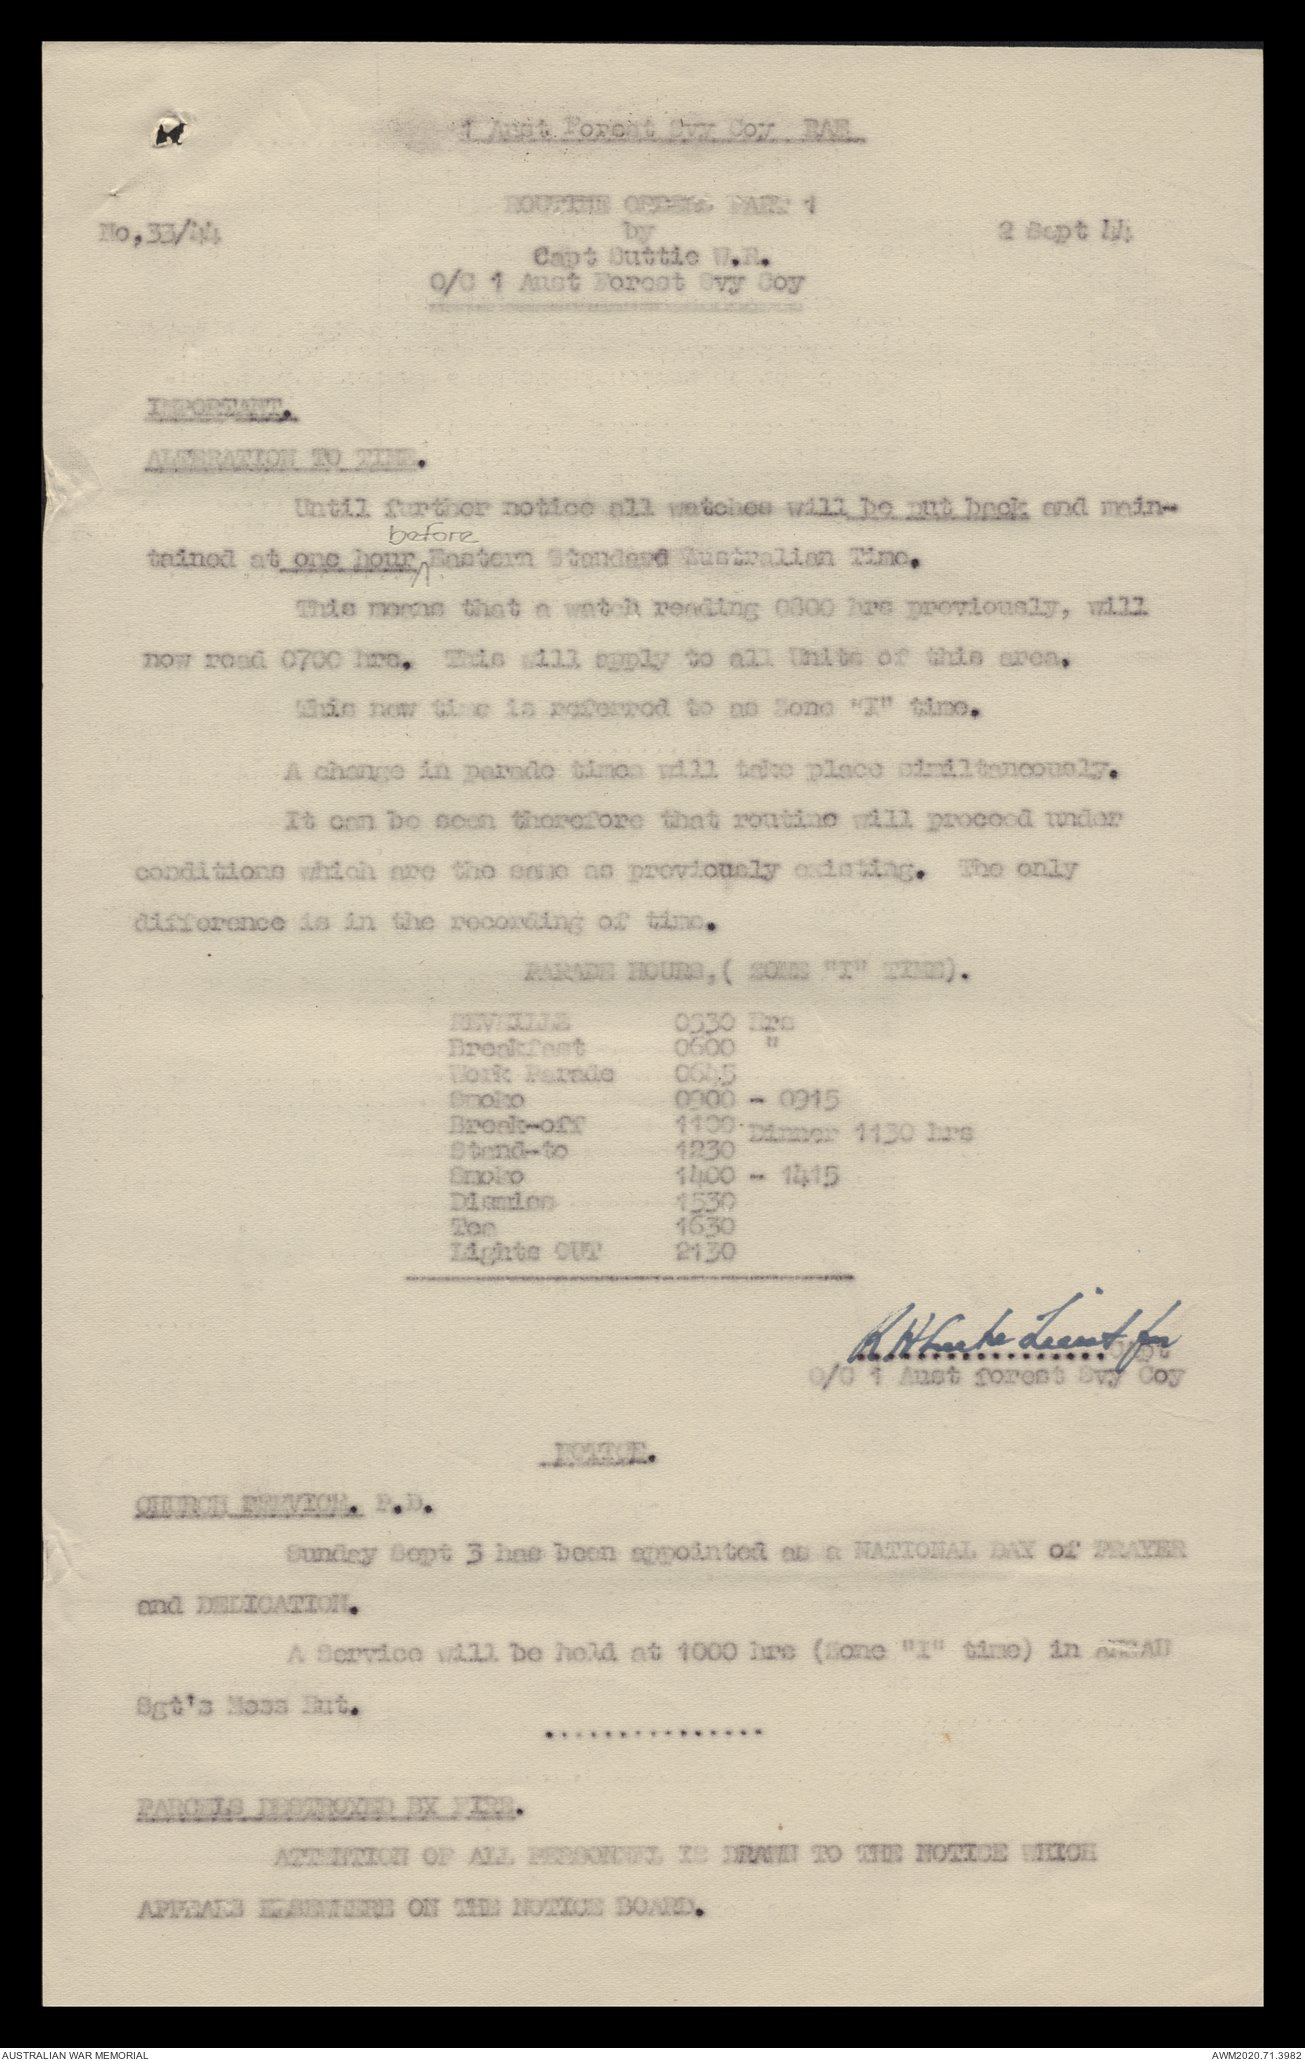 1 Aust Forest Svy Coy RAE
ROUTINE ORDERS PART 1
No,33/44 by 2 Sept 44
Capt Suttie W.R.
O/C 1 Aust Forest Svy Coy
IMPORTANT.
ALTERATION TO TIME.
Until further notice all watches will be put back and main-
before
tained at one hour Eastern Standard Australian Time.
This means that a watch reading 0800 hrs previously, will
now read 0700 hrs. This will apply to all Units of this area.
This new time is referred to as Zone "I" time.
A change in parade times will take place similtaneously.
It can be seen therefore that routine will proceed under
conditions which are the same as previously existing. The only
difference is in the recording of time.
PARADE HOURS,( ZONE "I" TIME).
REVEILLE 0530 Hrs
Breakfast 0600 "
Work Parade 0645
Smoko 0900 - 0915
Break-off 1100. Dinner 1130 hrs
Stand-to 1230
Smoko 1400 - 1415
Dismiss 1530
Tea 1630
Lights OUT 2130
Lieut for
Capt
O/C 1 Aust forest Svy Coy
NOTICE.
CHURCH SERVICE. P.D.
Sunday Sept 3 has been appointed as a NATIONAL DAY of PRAYER
and DEDICATION.
A Service will be held at 1000 hrs (Zone "I" time) in aNGAU
Sgt's Mess Hut.
...............
PARCELS DESTROYED BY FIRE.
ATTENTION OF ALL PERSONNEL IS DRAWN TO THE NOTICE WHICH
APPEARS ELSEWHERE ON THE NOTICE BOARD.
AUSTRALIAN WAR MEMORIAL AWM2020.71.3982